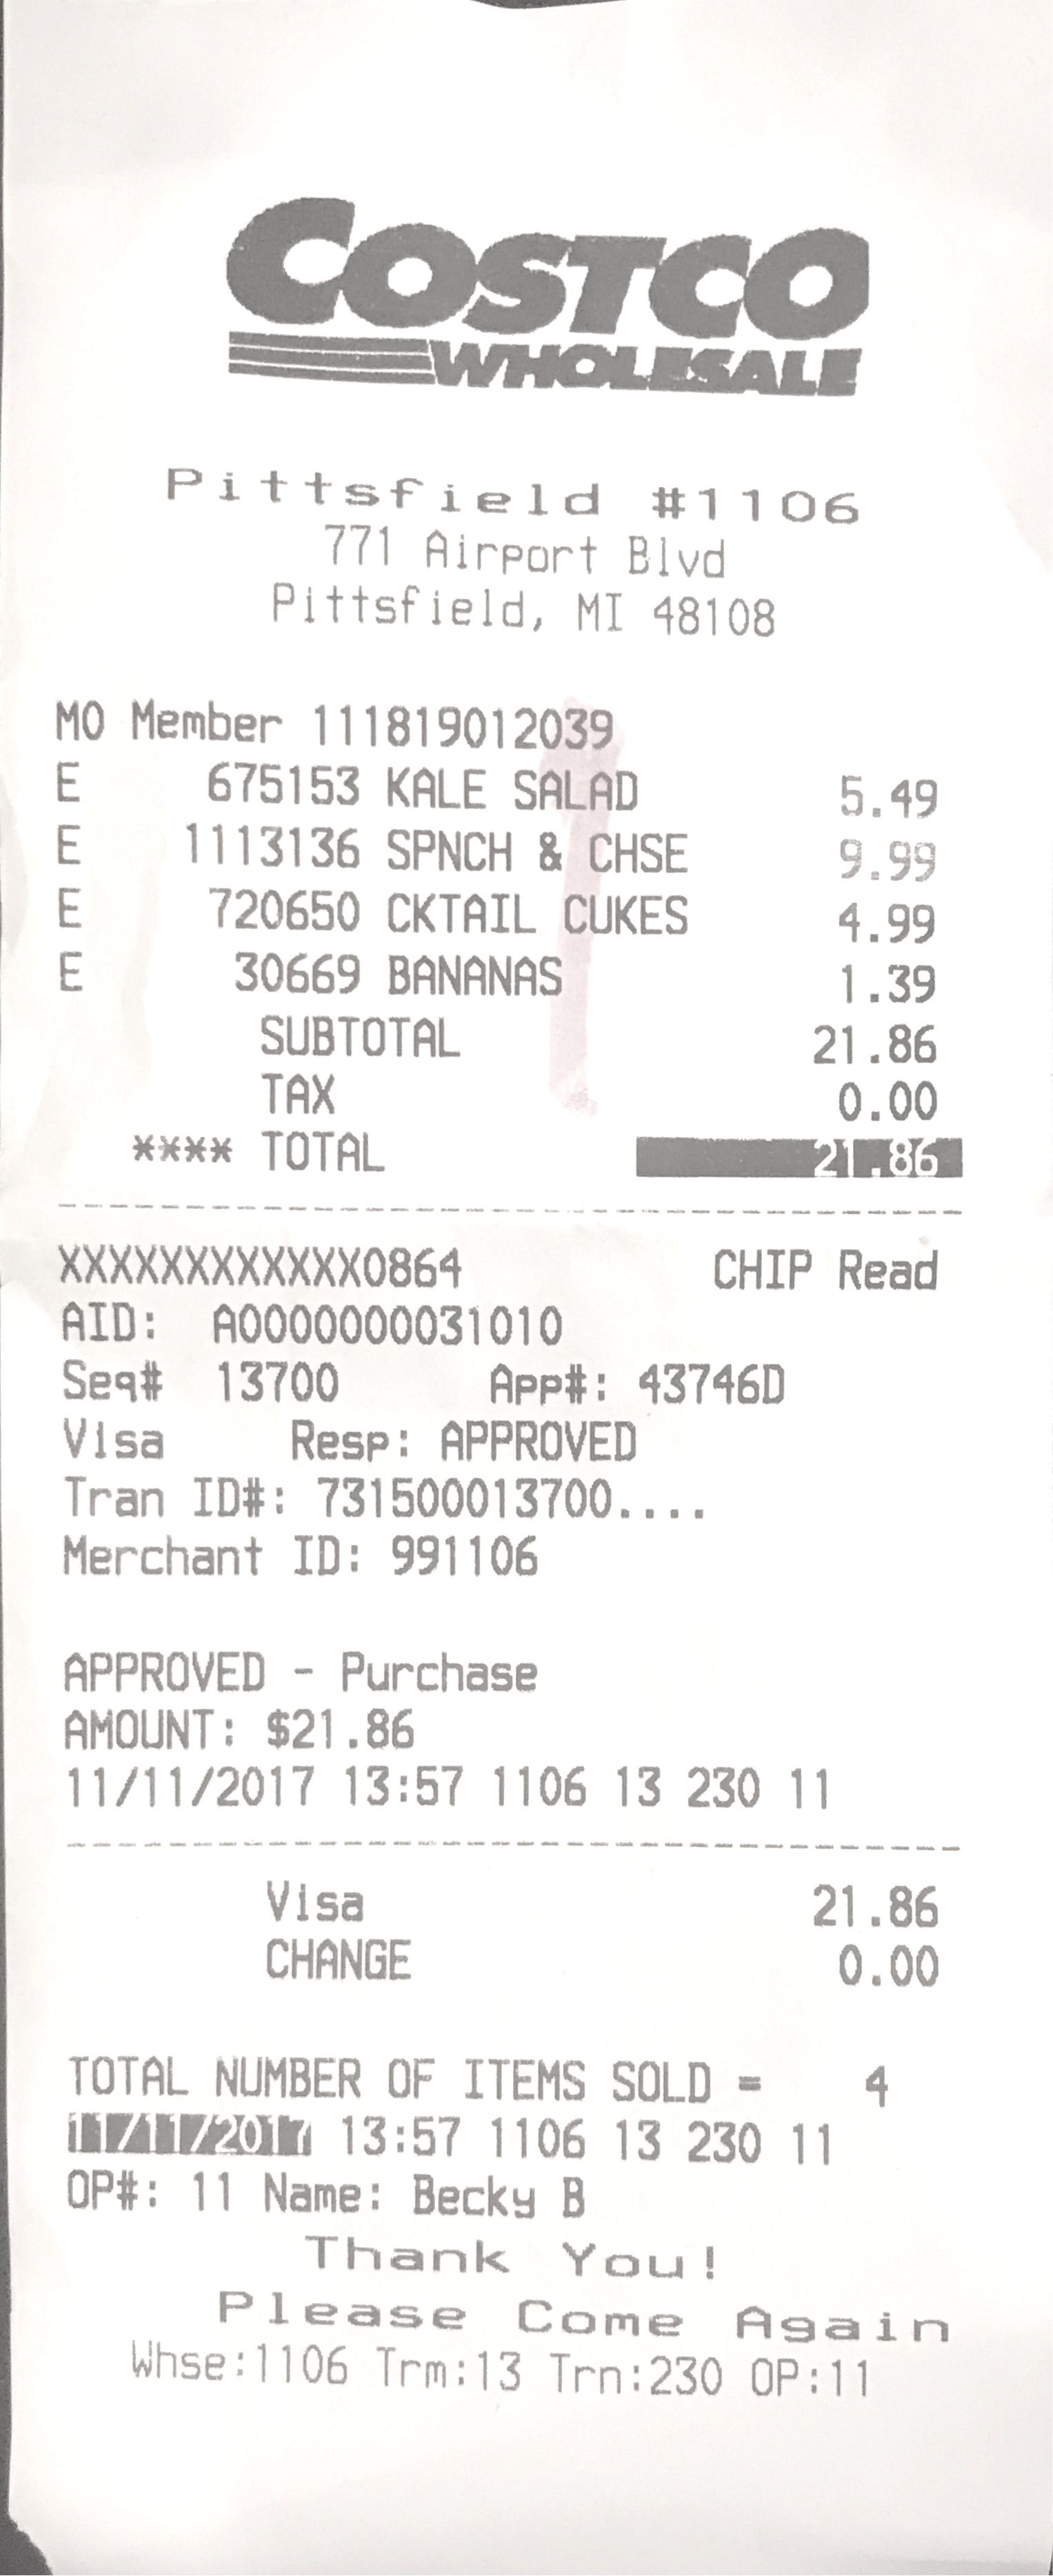 COSTCO
WHOLESALE
Pittsfield #1106
771 Airport Blvd
Pittsfield, MI 48108
MO Member 111819012039
E 675153 KALE SALAD 5.49
E 1113136 SPNCH & CHSE 9.99
E 720650 CKTAIL CUKES 4.99
E 30669 BANANAS 1.39
SUBTOTAL 21.86
TAX 0.00
**** TOTAL 21.86
XXXXXXXXXXXX0864 CHIP Read
AID: A0000000031010
Seq# 13700 App#: 43746D
Visa Resp: APPROVED
Tran ID#: 731500013700....
Merchant ID: 991106
APPROVED - Purchase
AMOUNT: $21.86
11/11/2017 13:57 1106 13 230 11
Visa 21.86
CHANGE 0.00
TOTAL NUMBER OF ITEMS SOLD = 4
11/11/2017 13:57 1106 13 230 11
OP#: 11 Name: Becky B
Thank You!
Please Come Again
Whse:1106 Trm:13 Trn:230 OP:11